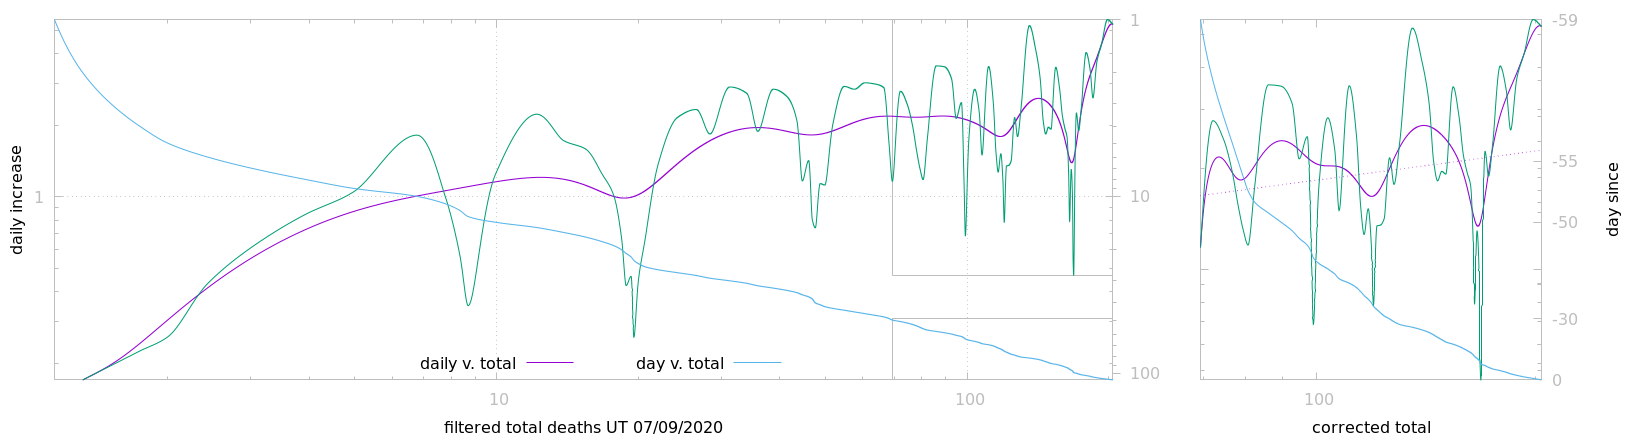 1
-59
daily increase
1
10
-55
-50
day since
-30
daily v. total
day v. total
100
0
10
100
100
filtered total deaths UT 07/09/2020
corrected total